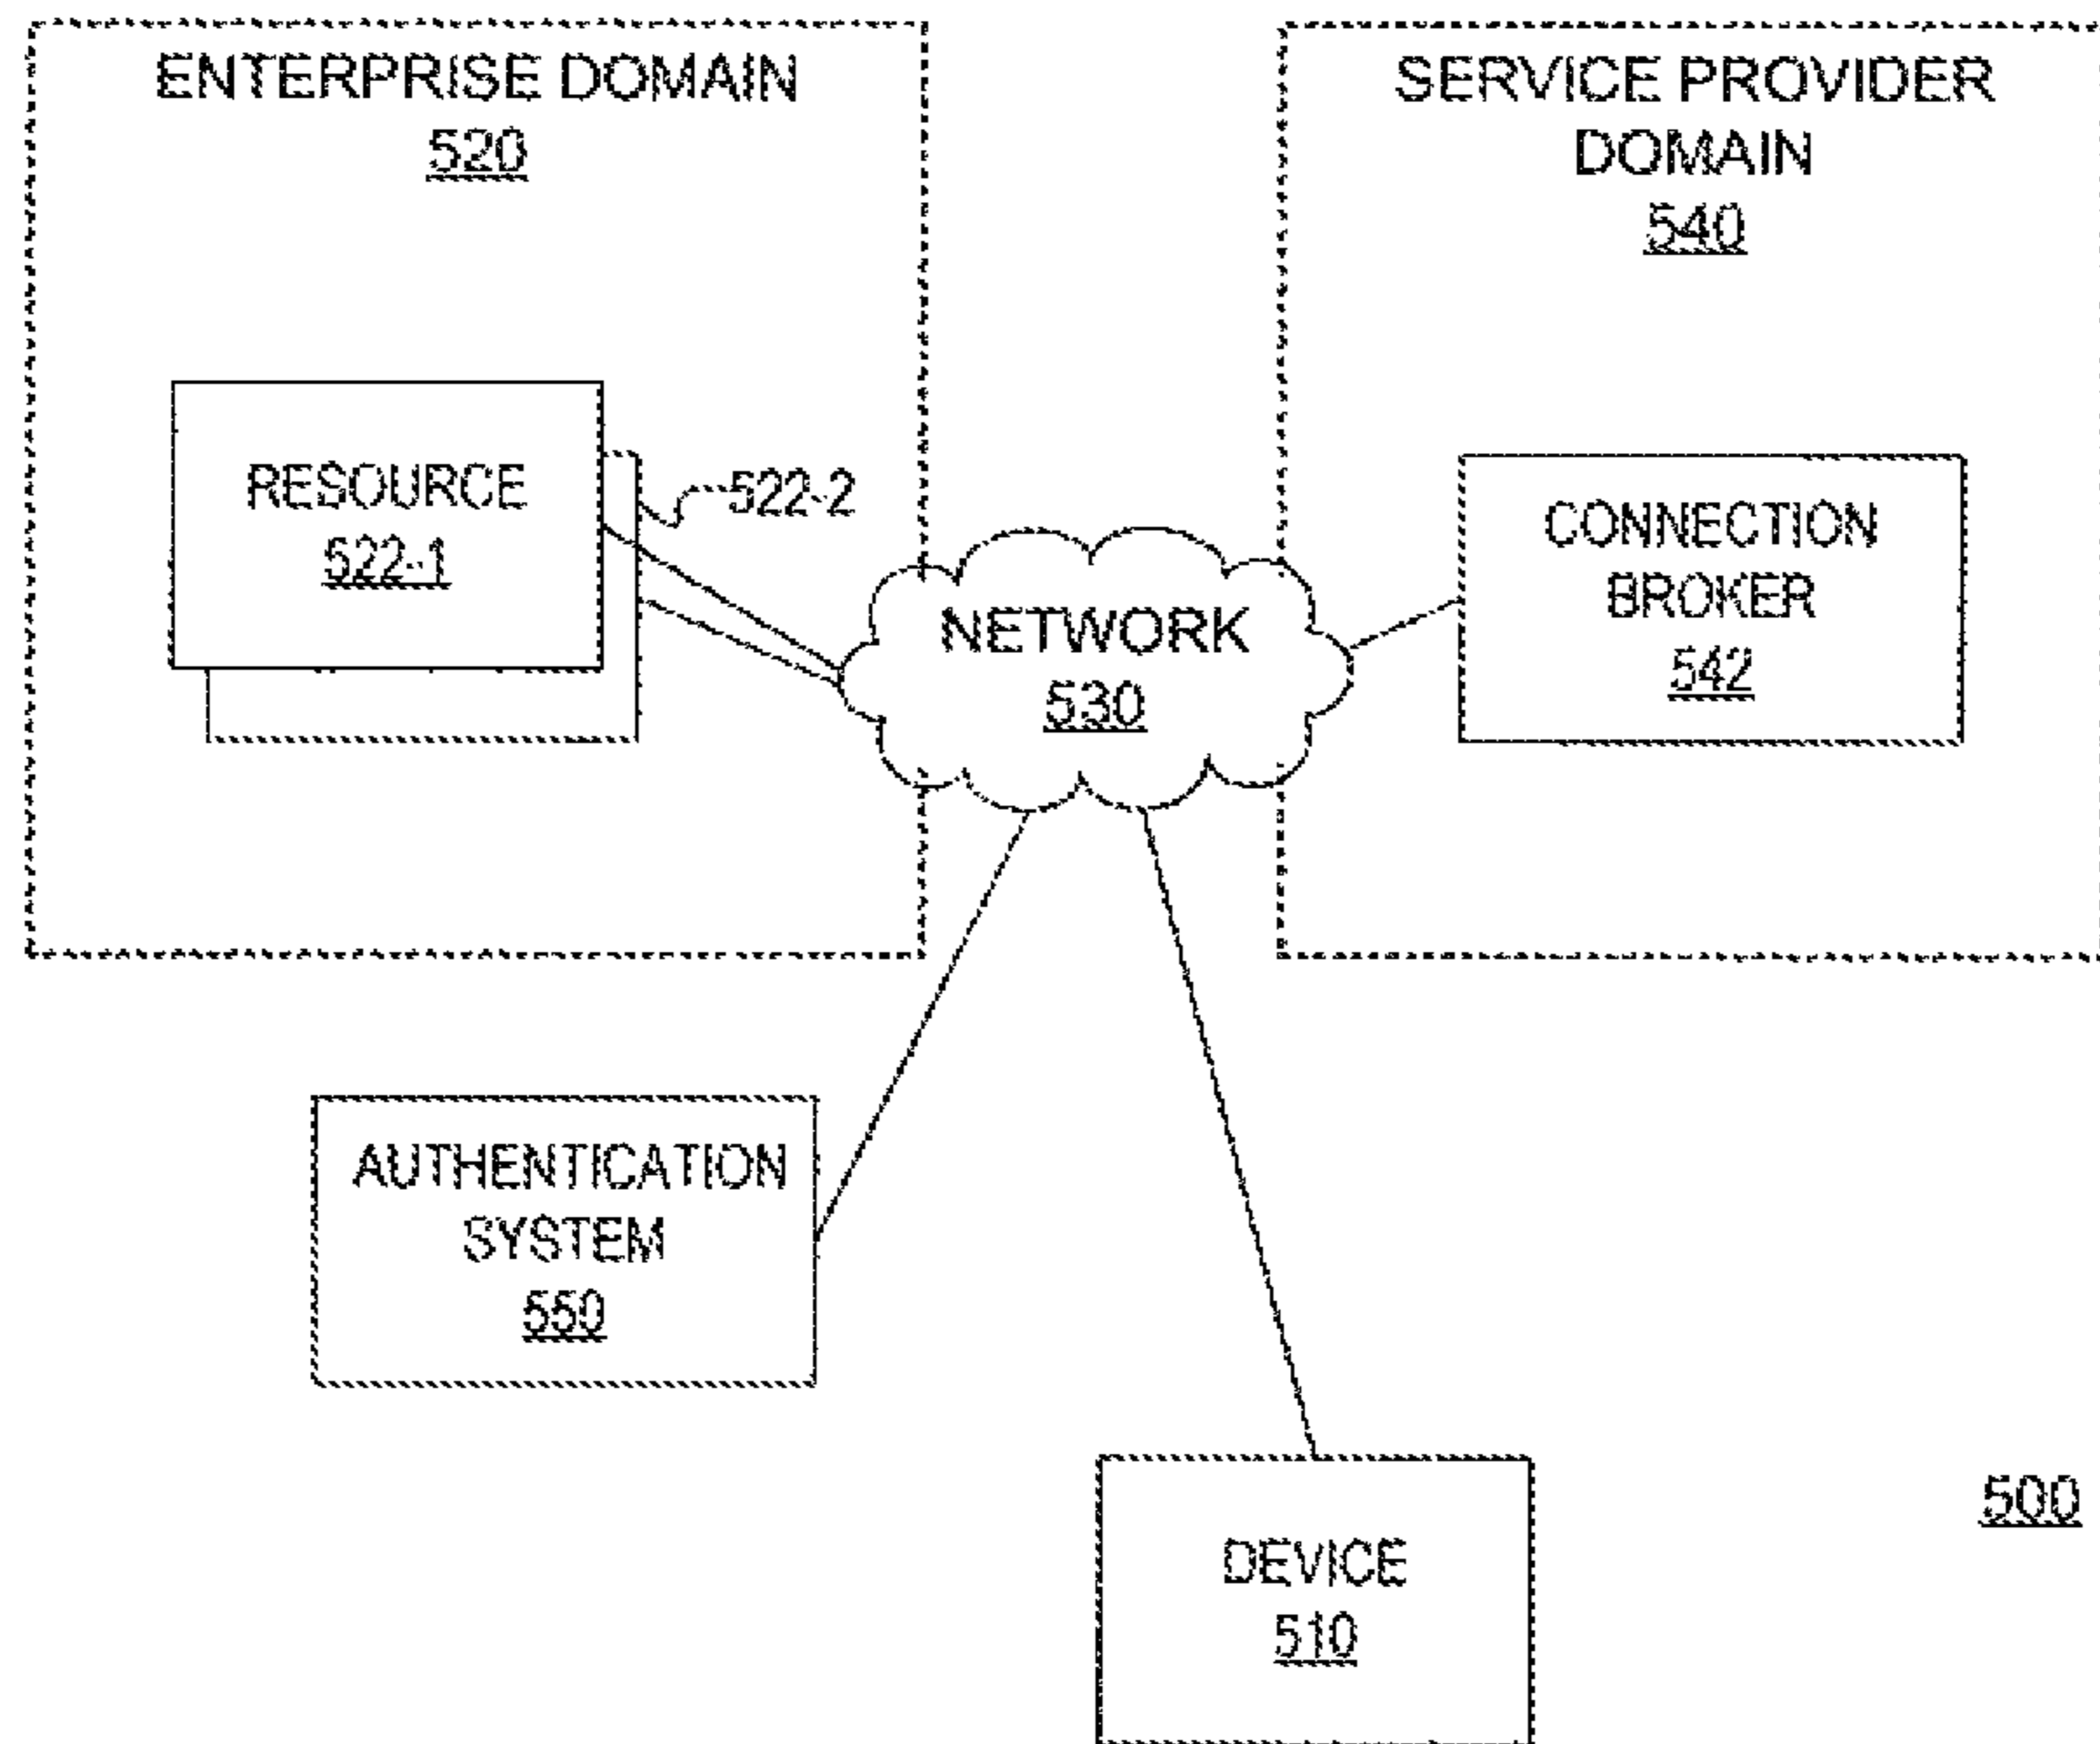 ENTERPRISE DOMAIN
520
SERVICE PROVIDER
DOMAIN
540
RESOURCE
522-1
522-2
NETWORK
530
CONNECTION
BROKER
542
AUTHENTICATION
SYSTEM
550
DEVICE
510
500